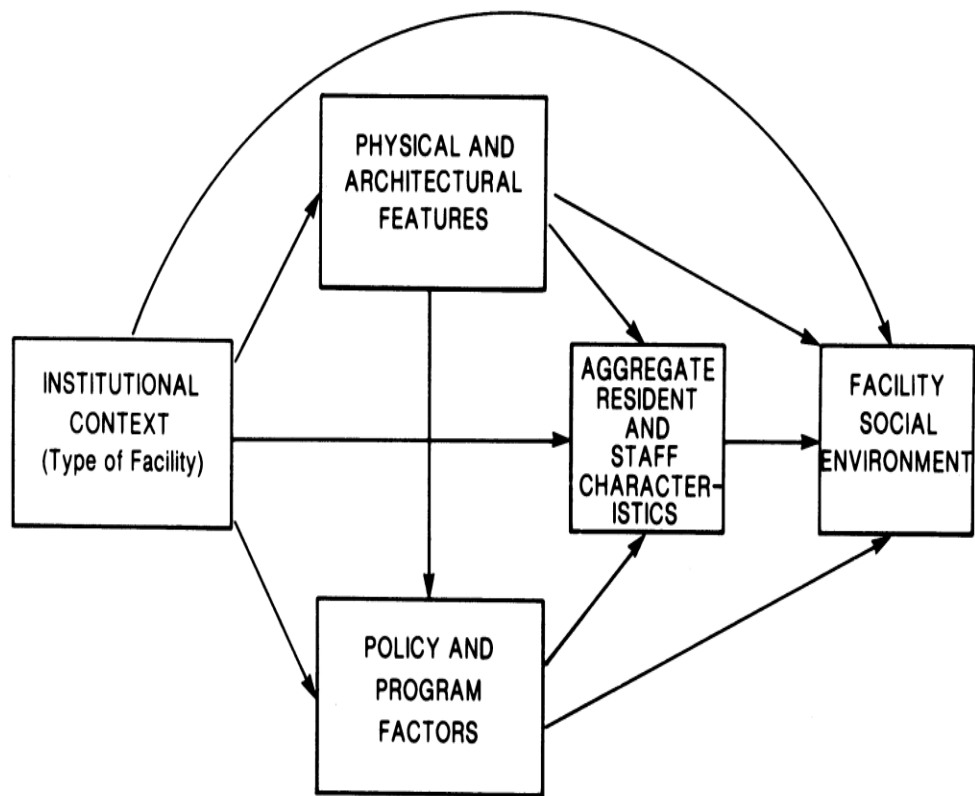 PHYSICAL AND
ARCHITECTURAL
FEATURES
INSTITUTIONAL
CONTEXT
(Type of Facility)
AGGREGATE
RESIDENT
AND
STAFF
CHARACTER-
ISTICS
FACILITY
SOCIAL
ENVIRONMENT
POLICY AND
PROGRAM
FACTORS